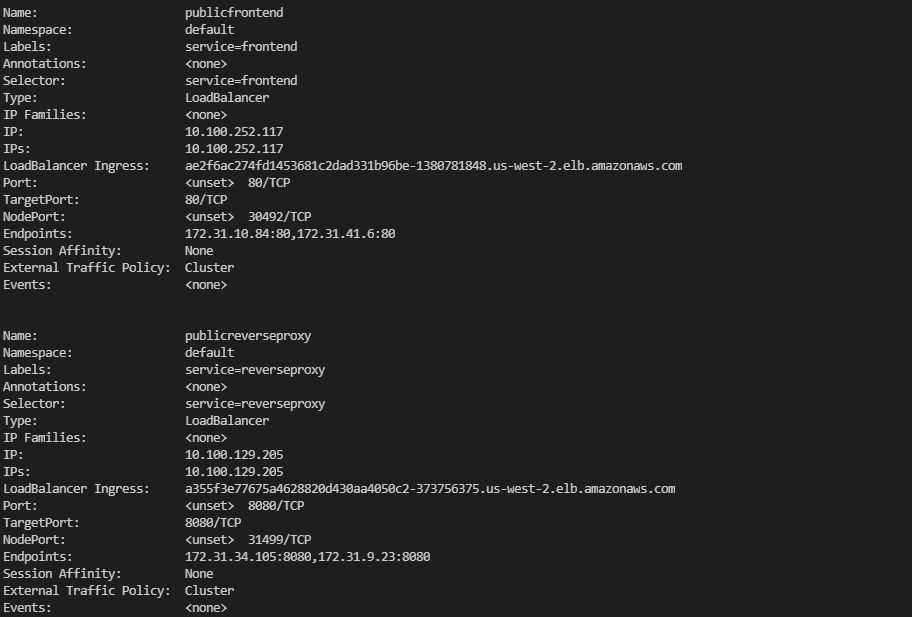 Name:                     publicfrontend
Namespace:                default
Labels:                   service=frontend
Annotations:              <none>
Selector:                 service=frontend
Type:                     LoadBalancer
IP Families:              <none>
IP:                       10.100.252.117
IPs:                      10.100.252.117
LoadBalancer Ingress:     ae2f6ac274fd1453681c2dad331b96be-1380781848.us-west-2.elb.amazonaws.com
Port:                     <unset>  80/TCP
TargetPort:               80/TCP
NodePort:                 <unset>  30492/TCP
Endpoints:                172.31.10.84:80,172.31.41.6:80
Session Affinity:         None
External Traffic Policy:  Cluster
Events:                   <none>
Name:                     publicreverseproxy
Namespace:                default
Labels:                   service=reverseproxy
Annotations:              <none>
Selector:                 service=reverseproxy
Type:                     LoadBalancer
IP Families:              <none>
IP:                       10.100.129.205
IPs:                      10.100.129.205
LoadBalancer Ingress:     a355f3e77675a4628820d430aa4050c2-373756375.us-west-2.elb.amazonaws.com
Port:                     <unset>  8080/TCP
TargetPort:               8080/TCP
NodePort:                 <unset>  31499/TCP
Endpoints:                172.31.34.105:8080,172.31.9.23:8080
Session Affinity:         None
External Traffic Policy:  Cluster
Events:                   <none>